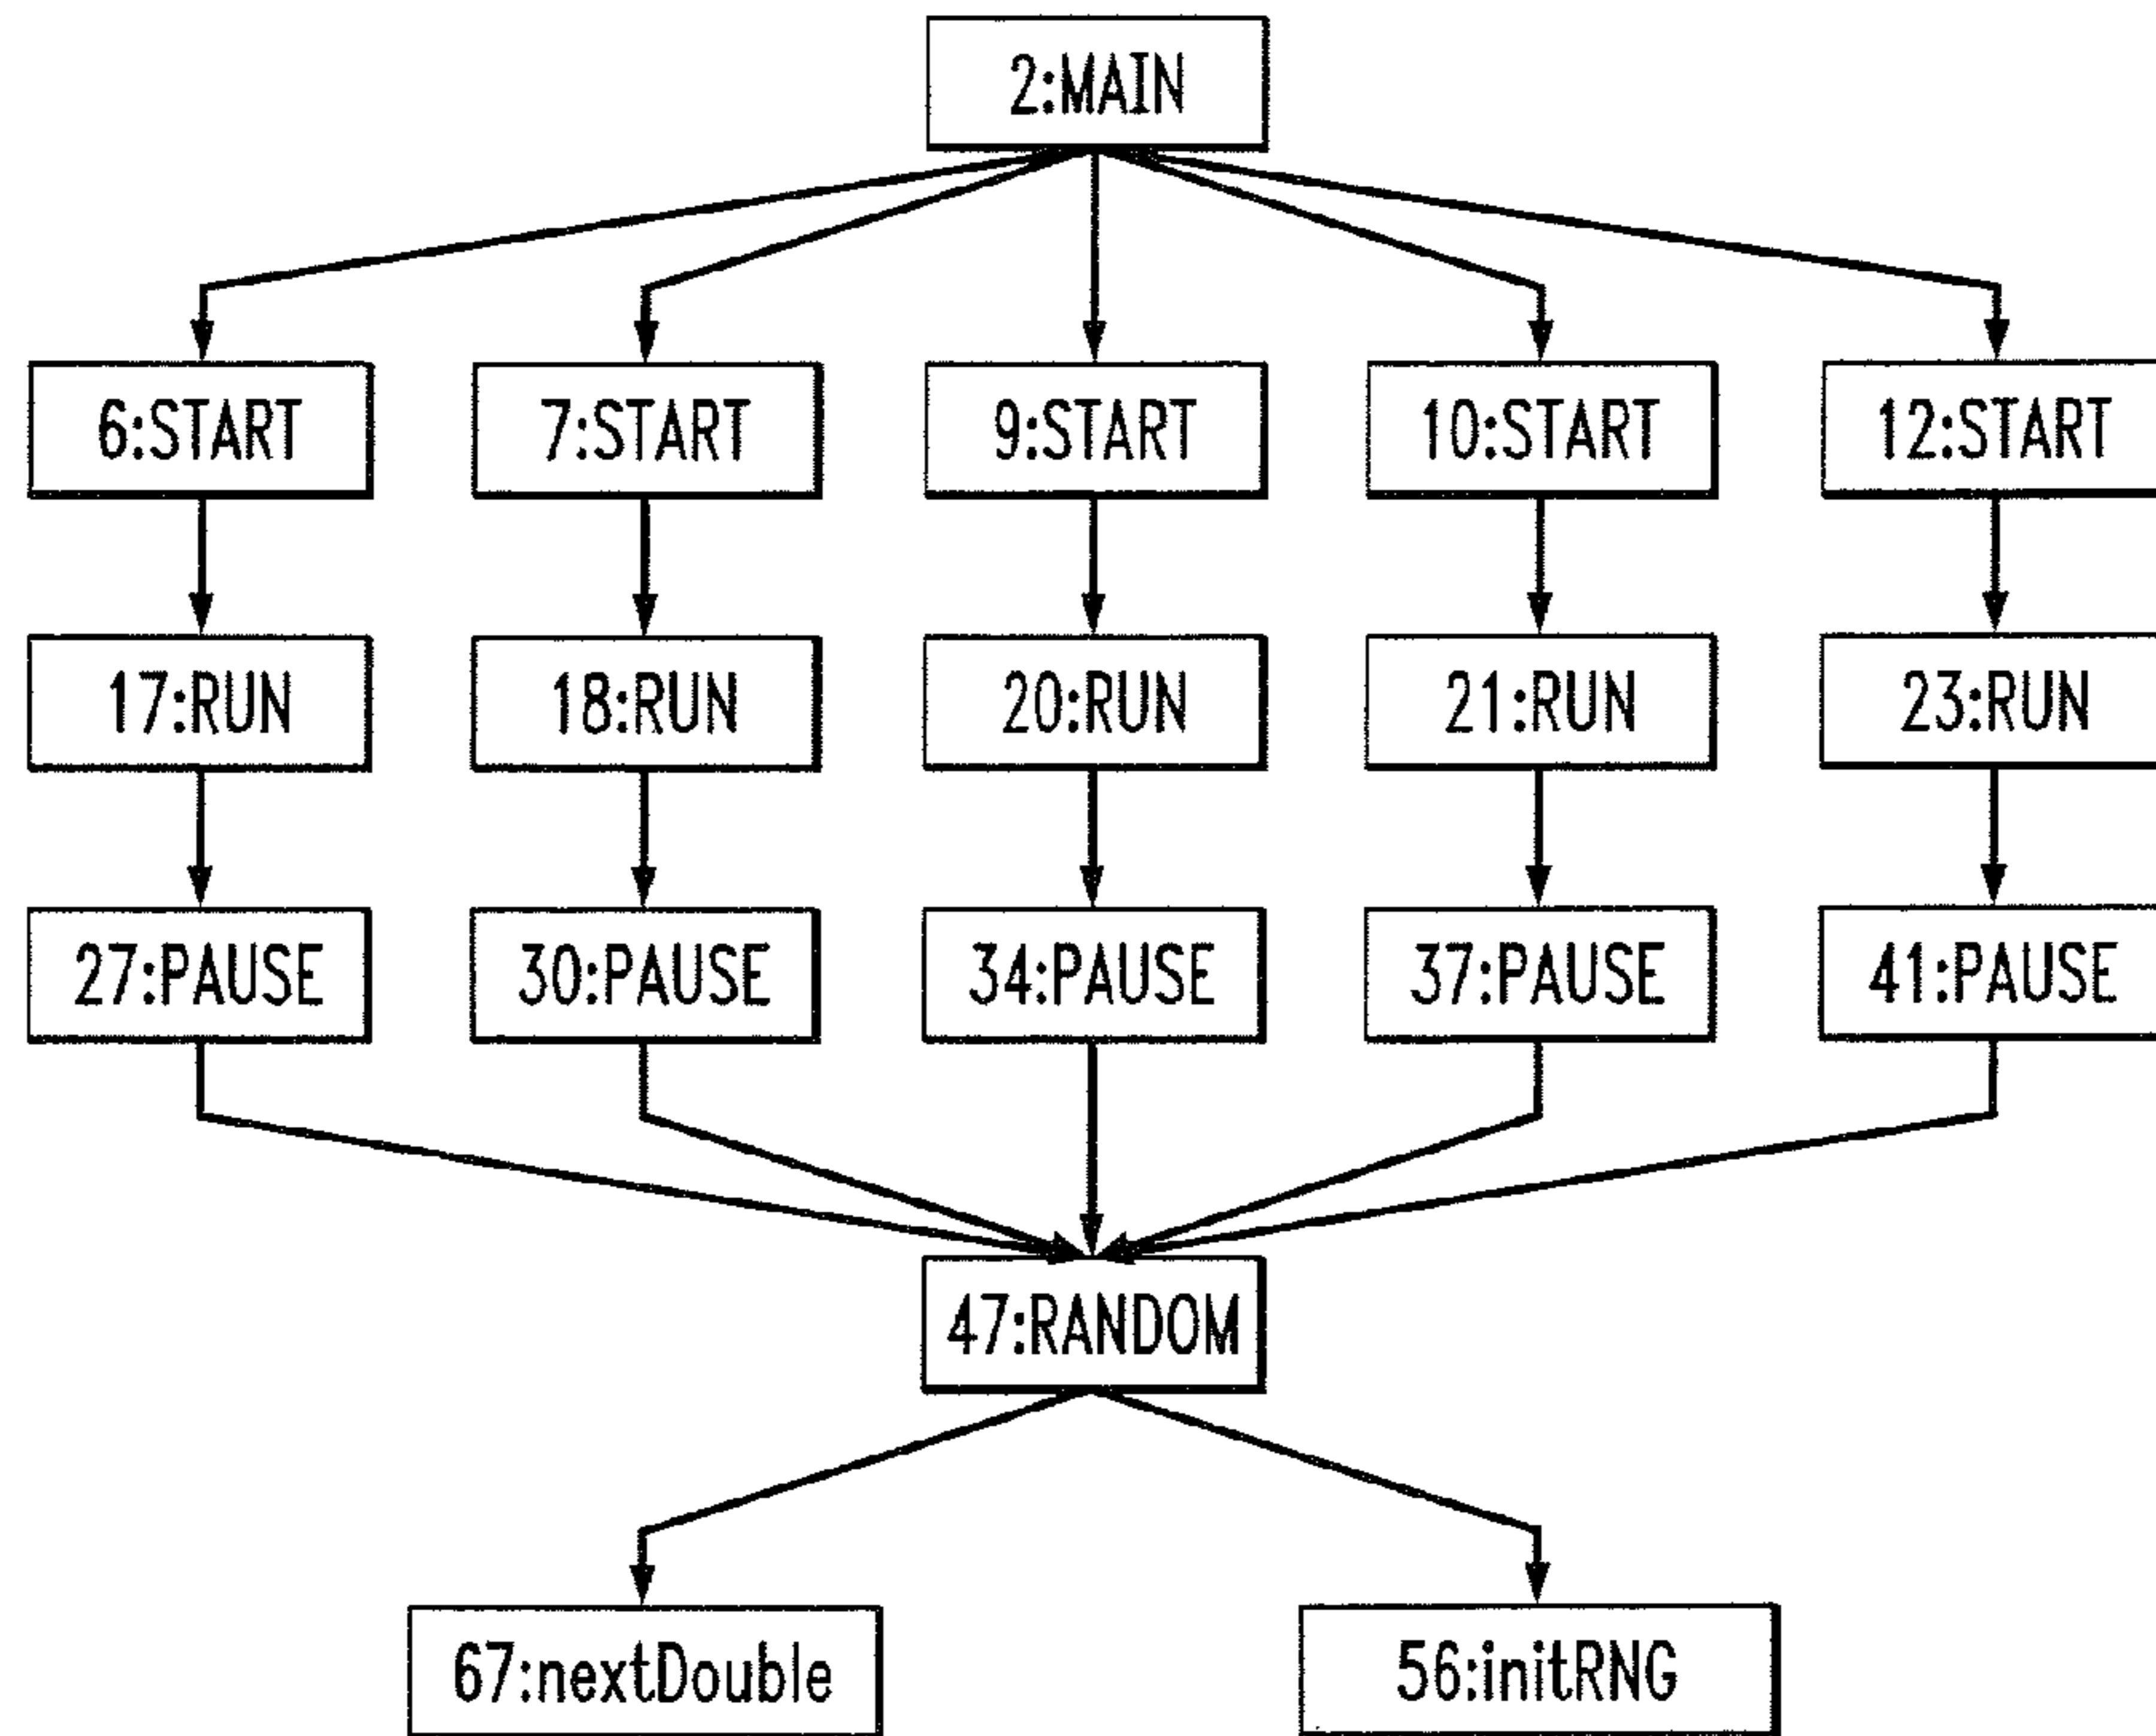 2:MAIN
6:START
7:START
9:START
10:START
12:START
17:RUN
18:RUN
20:RUN
21:RUN
23:RUN
27:PAUSE
30:PAUSE
34:PAUSE
37:PAUSE
41:PAUSE
47:RANDOM
67:nextDouble
56:initRNG